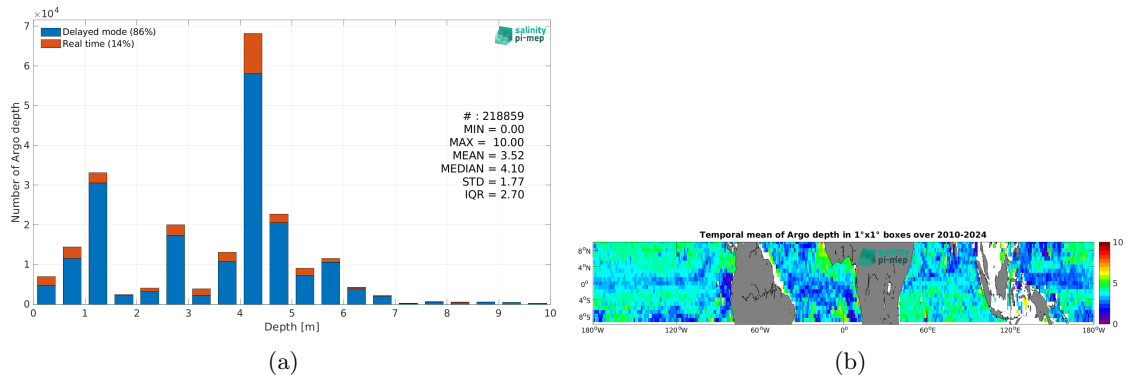 ×10⁴
7
6
5
4
3
2
1
0
Number of Argo depth
Delayed mode (86%)
Real time (14%)
salinity
pi-mep
# : 218859
MIN = 0.00
MAX = 10.00
MEAN = 3.52
MEDIAN = 4.10
STD = 1.77
IQR = 2.70
0 1 2 3 4 5 6 7 8 9 10
Depth [m]
(a)
Temporal mean of Argo depth in 1°x1° boxes over 2010-2024
salinity
pi-mep
8°N
4°N
0°
4°S
8°S
180°W 120°W 60°W 0° 60°E 120°E 180°W
10
5
0
(b)